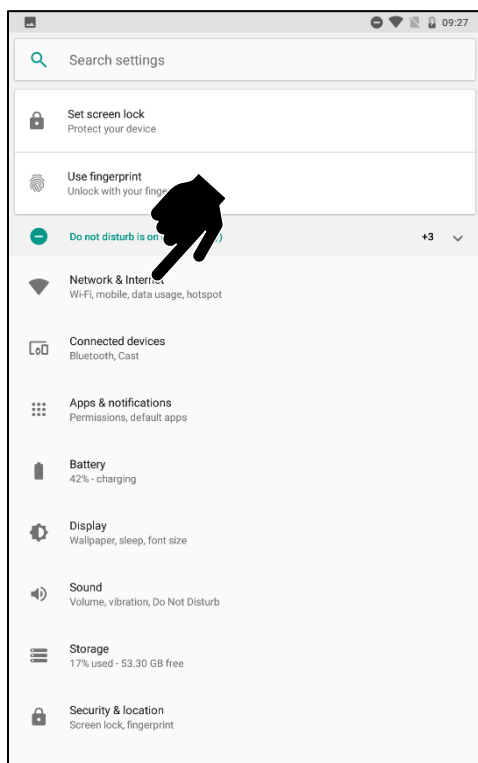 09:27
Search settings
Set screen lock
Protect your device
Use fingerprint
Unlock with your
Do not disturb is on
+3
Network & Internet
Wi-Fi, mobile, data usage, hotspot
Connected devices
Bluetooth, Cast
Apps & notifications
Permissions, default apps
Battery
42% - charging
Display
Wallpaper, sleep, font size
Sound
Volume, vibration, Do Not Disturb
Storage
17% used - 53.30 GB free
Security & location
Screen lock, fingerprint